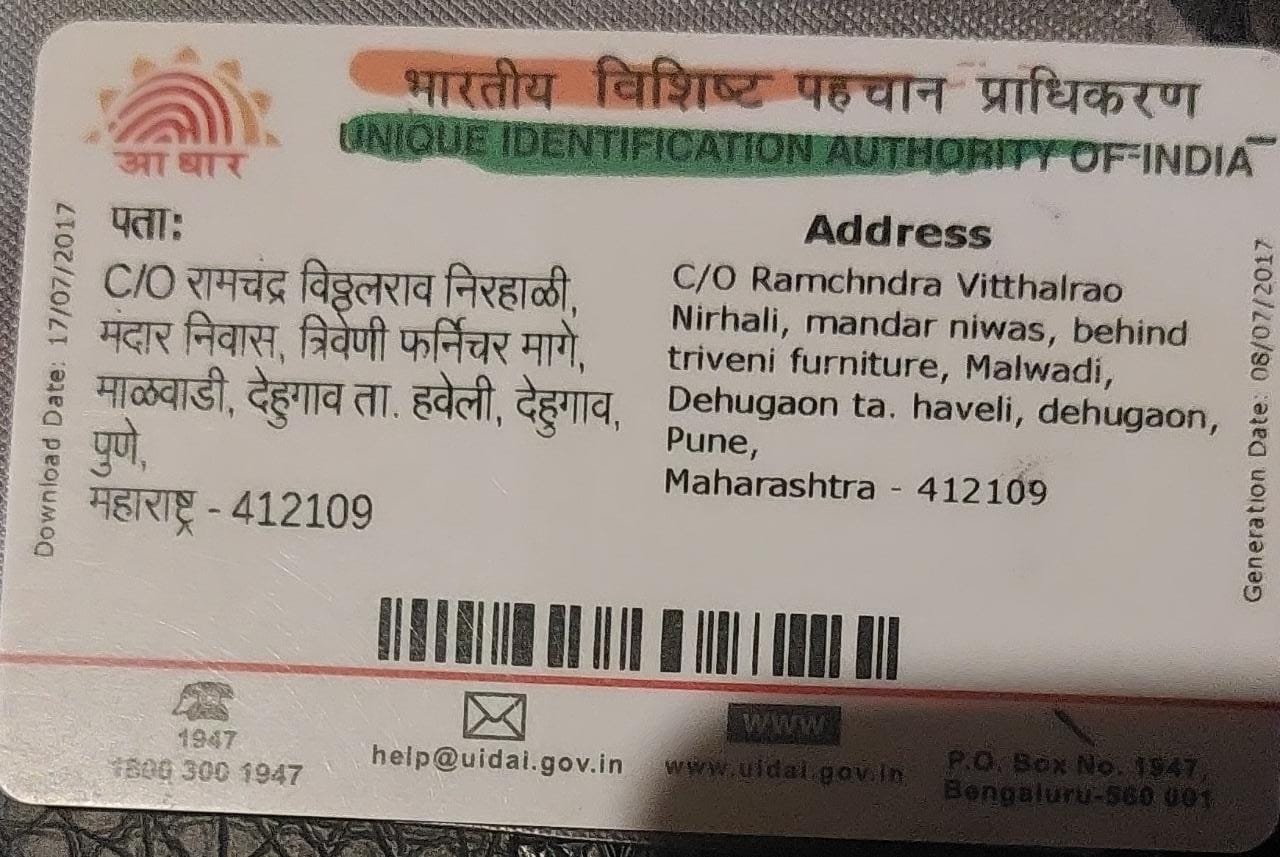 भारतीय विशिष्ट पहचान प्राधिकरण
UNIQUE IDENTIFICATION AUTHORITY OF INDIA
आधार
Download Date: 17/07/2017
पता:
C/O रामचंद्र विठ्ठलराव निरहाळी,
मंदार निवास, त्रिवेणी फर्निचर मागे,
माळवाडी, देहुगाव ता. हवेली, देहुगाव,
पुणे,
महाराष्ट्र - 412109
Address
C/O Ramchndra Vitthalrao
Nirhali, mandar niwas, behind
triveni furniture, Malwadi,
Dehugaon ta. haveli, dehugaon,
Pune,
Maharashtra - 412109
Generation Date: 08/07/2017
1947
1800 300 1947
help@uidai.gov.in
www
www.uidai.gov.in
P.O. Box No. 1947,
Bengaluru-560 001